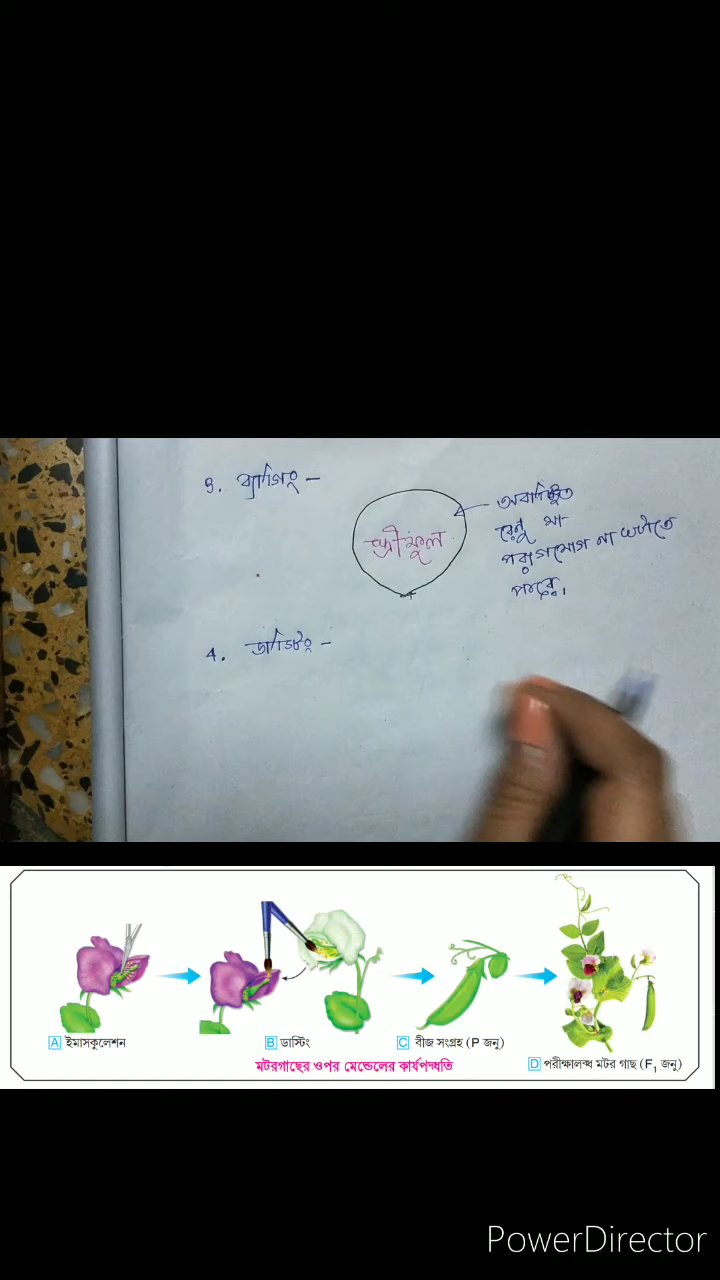 ৩. ব্যাগিং –
স্ত্রীফুল
অবাঞ্ছিত
রেনু যা
পরাগযোগ না ঘটাতে
পারে।
4. ডাস্টিং –
A ইমাসকুলেশন
B ডাস্টিং
C বীজ সংগ্রহ (P জনু)
D পরীক্ষালব্ধ মটর গাছ (F₁ জনু)
মটরগাছের ওপর মেন্ডেলের কার্যপদ্ধতি
PowerDirector